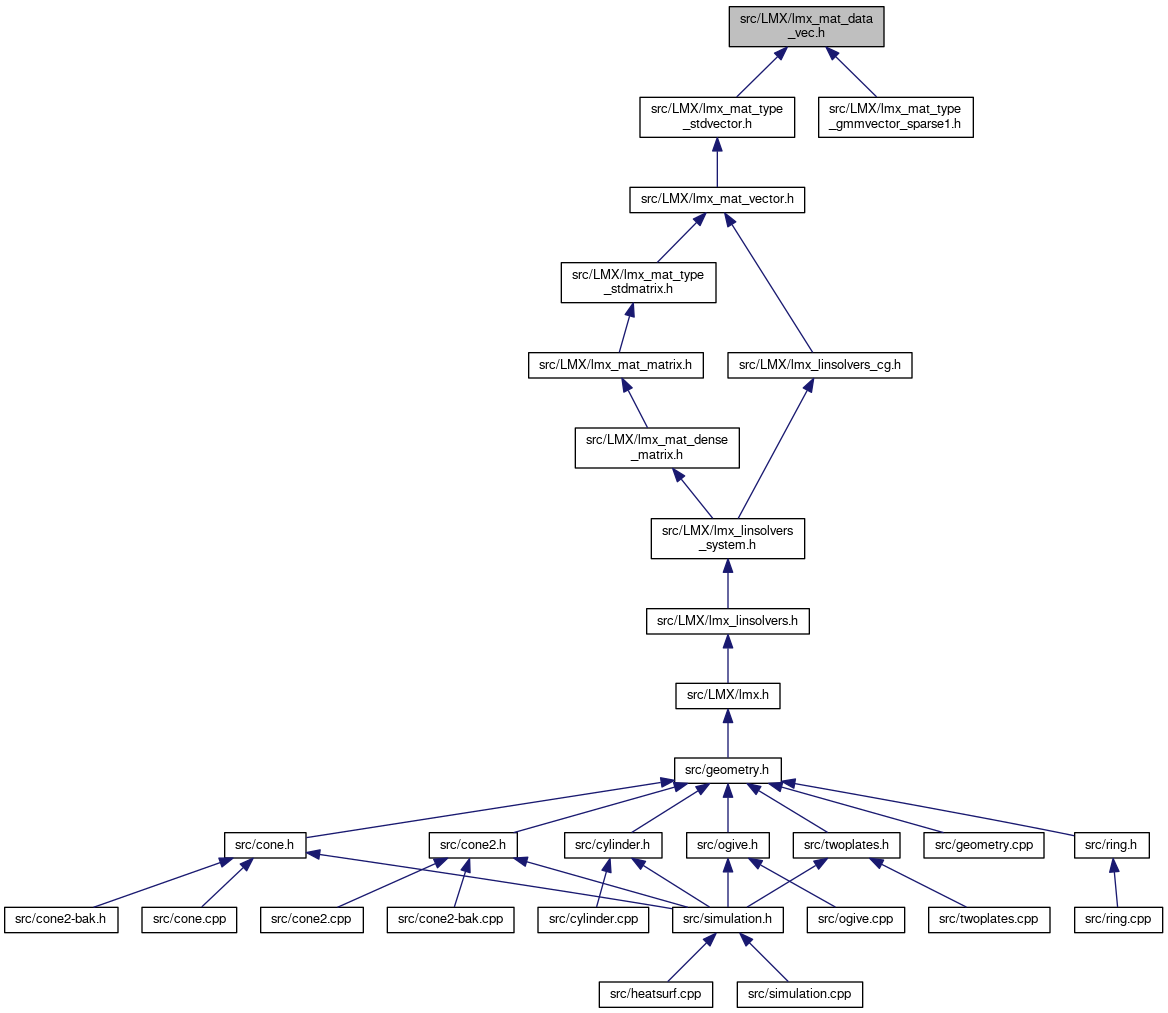 src/LMX/lmx_mat_data
_vec.h
src/LMX/lmx_mat_type
_stdvector.h
src/LMX/lmx_mat_type
_gmmvector_sparse1.h
src/LMX/lmx_mat_vector.h
src/LMX/lmx_mat_type
_stdmatrix.h
src/LMX/lmx_mat_matrix.h
src/LMX/lmx_linsolvers_cg.h
src/LMX/lmx_mat_dense
_matrix.h
src/LMX/lmx_linsolvers
_system.h
src/LMX/lmx_linsolvers.h
src/LMX/lmx.h
src/geometry.h
src/cone.h
src/cone2.h
src/cylinder.h
src/ogive.h
src/twoplates.h
src/geometry.cpp
src/ring.h
src/cone2-bak.h
src/cone.cpp
src/cone2.cpp
src/cone2-bak.cpp
src/cylinder.cpp
src/simulation.h
src/ogive.cpp
src/twoplates.cpp
src/ring.cpp
src/heatsurf.cpp
src/simulation.cpp